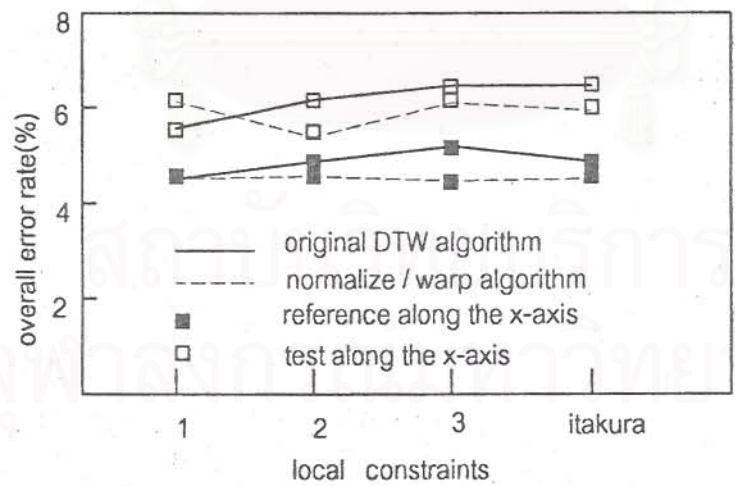 8
6
4
2
overall error rate(%)
original DTW algorithm
normalize / warp algorithm
reference along the x-axis
test along the x-axis
1 2 3 itakura
local constraints